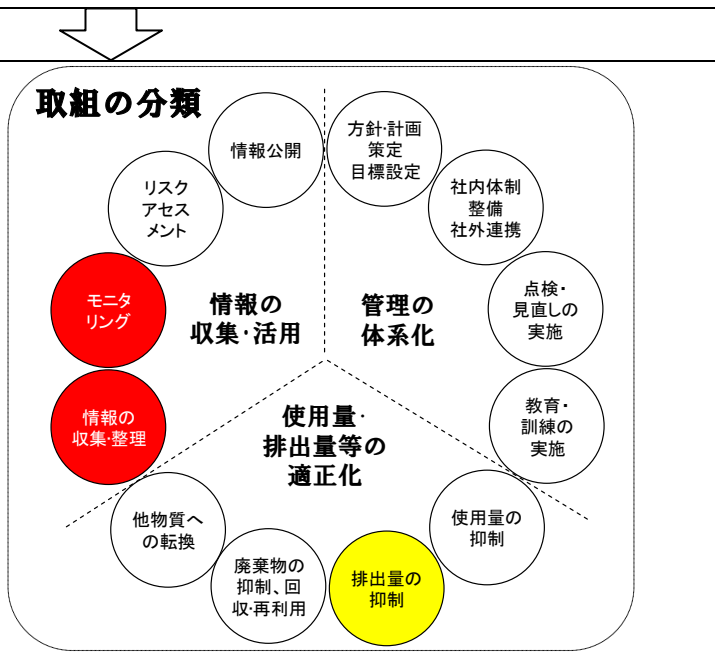 取組の分類
情報公開
方針・計画
策定
目標設定
リスク
アセス
メント
社内体制
整備
社外連携
モニタ
リング
情報の
収集・活用
管理の
体系化
点検・
見直しの
実施
情報の
収集・整理
使用量・
排出量等の
適正化
教育・
訓練の
実施
他物質へ
の転換
使用量の
抑制
廃棄物の
抑制、回
収・再利用
排出量の
抑制